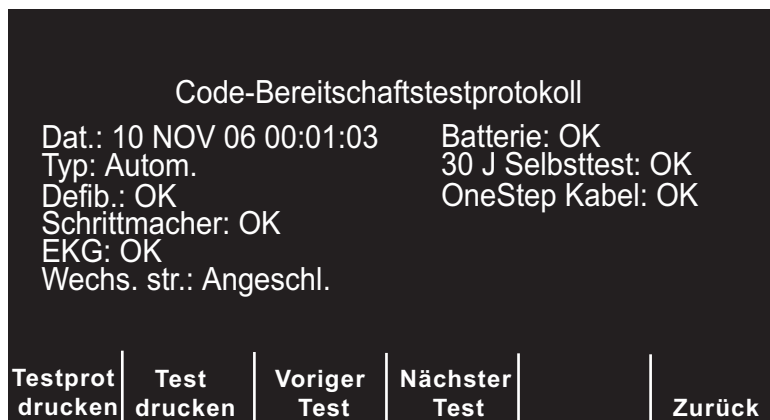 Code-Bereitschaftstestprotokoll
Dat.: 10 NOV 06 00:01:03
Typ: Autom.
Defib.: OK
Schrittmacher: OK
EKG: OK
Wechs. str.: Angeschl.
Batterie: OK
30 J Selbsttest: OK
OneStep Kabel: OK
Testprot
drucken
Test
drucken
Voriger
Test
Nächster
Test
Zurück